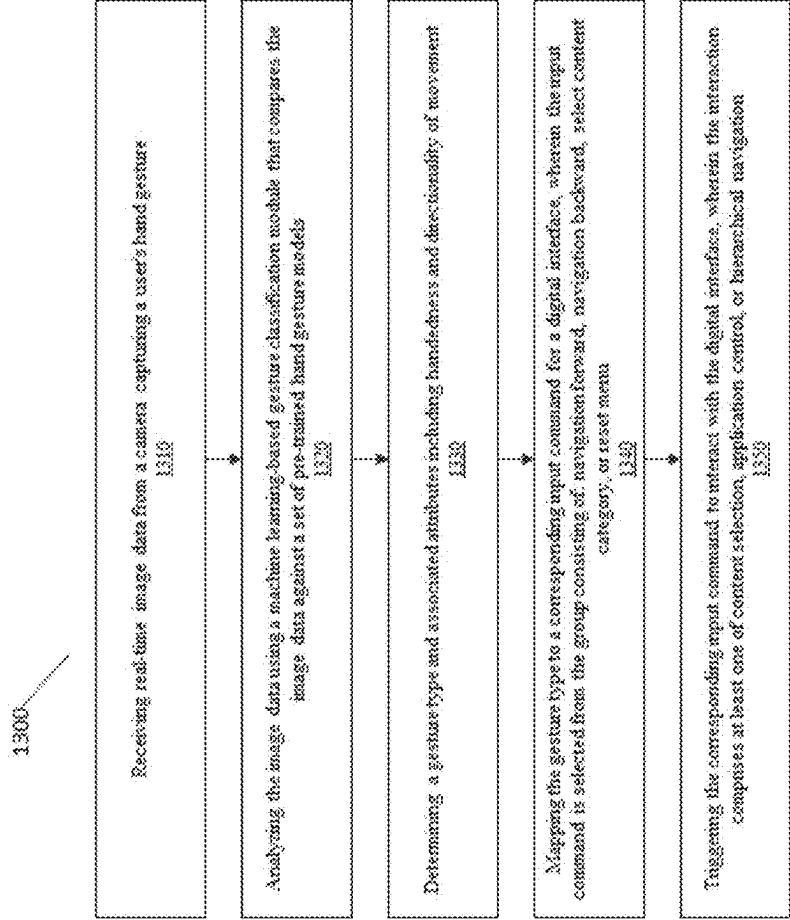 1300
Receiving real-time image data from a camera capturing a user's hand gesture
1310
Analyzing the image data using a machine learning-based gesture classification module that compares the
image data against a set of pre-trained hand gesture models
1320
Determining a gesture type and associated attributes including handedness and directionality of movement
1330
Mapping the gesture type to a corresponding input command for a digital interface, wherein the input
command is selected from the group consisting of, navigation forward, navigation backward, select content
category, or reset menu
1340
Triggering the corresponding input command to interact with the digital interface, wherein the interaction
comprises at least one of content selection, application control, or hierarchical navigation
1350